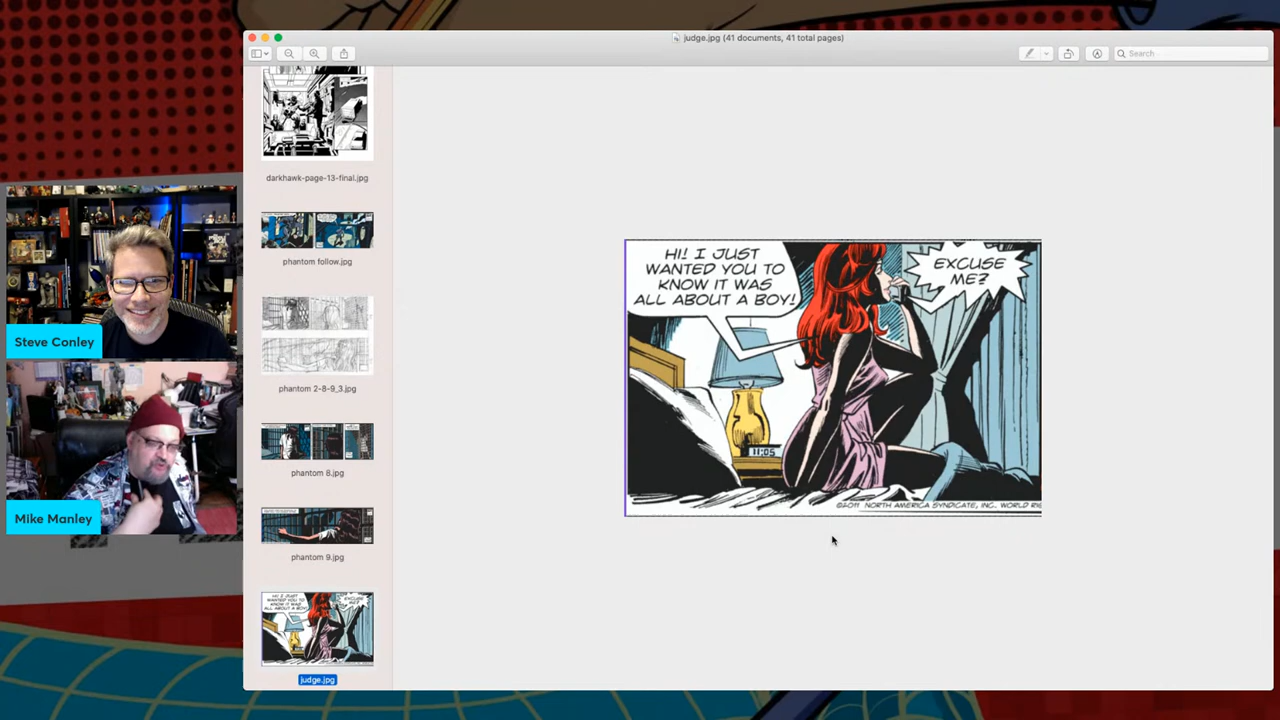 judge.jpg (41 documents, 41 total pages)
Search
darkhawk-page-13-final.jpg
phantom follow.jpg
phantom 2-8-9_3.jpg
phantom 8.jpg
phantom 9.jpg
judge.jpg
Steve Conley
Mike Manley
HI! I JUST
WANTED YOU TO
KNOW IT WAS
ALL ABOUT A BOY!
EXCUSE
ME?
11:05
©2011 NORTH AMERICA SYNDICATE, INC. WORLD RI